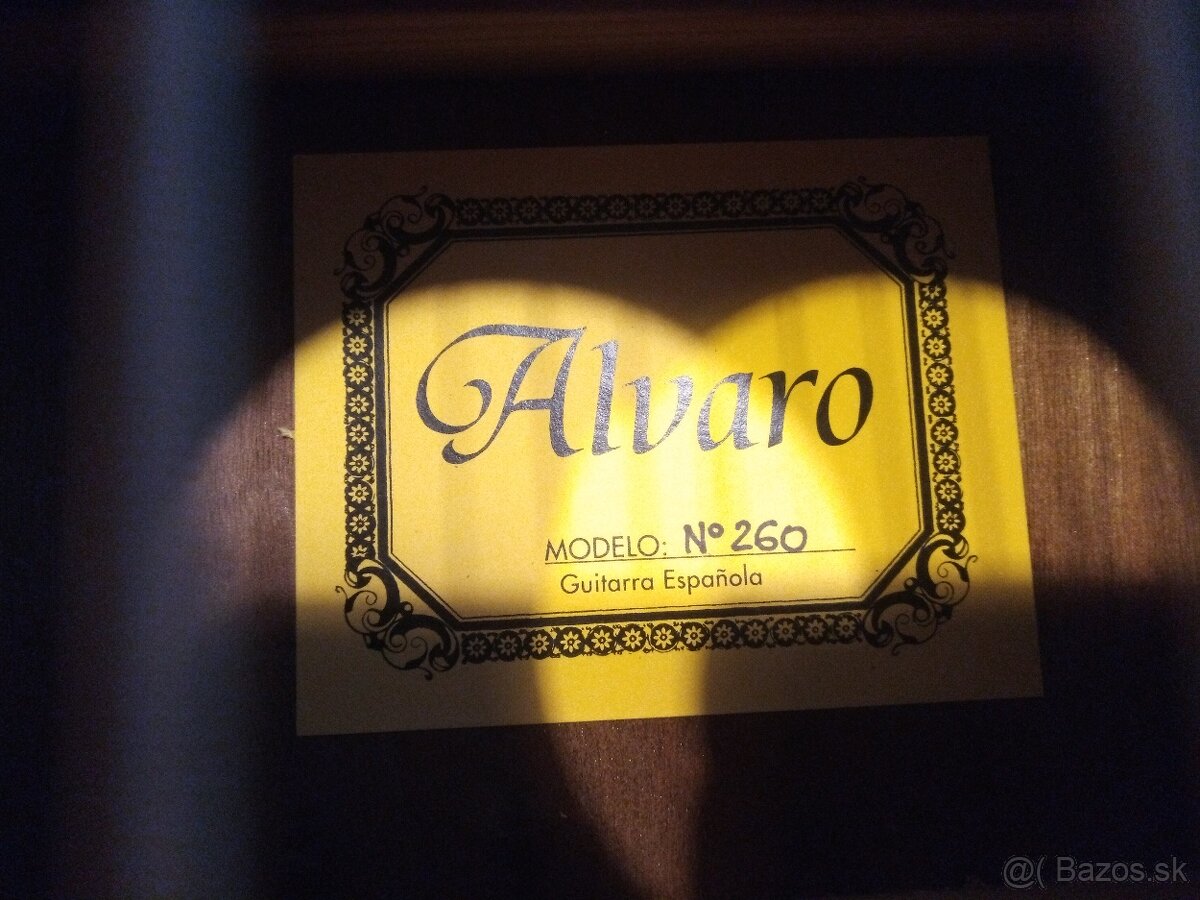 Alvaro
MODELO: Nº 260
Guitarra Española
@( Bazos.sk